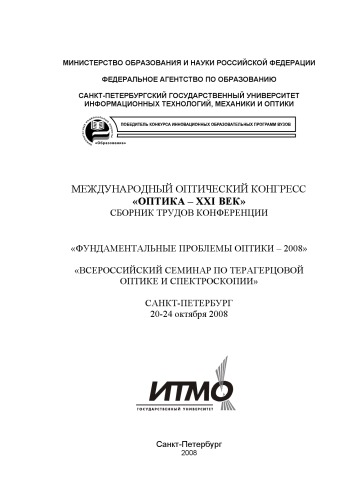 МИНИСТЕРСТВО ОБРАЗОВАНИЯ И НАУКИ РОССИЙСКОЙ ФЕДЕРАЦИИ
ФЕДЕРАЛЬНОЕ АГЕНТСТВО ПО ОБРАЗОВАНИЮ
САНКТ-ПЕТЕРБУРГСКИЙ ГОСУДАРСТВЕННЫЙ УНИВЕРСИТЕТ
ИНФОРМАЦИОННЫХ ТЕХНОЛОГИЙ, МЕХАНИКИ И ОПТИКИ
ПОБЕДИТЕЛЬ КОНКУРСА ИННОВАЦИОННЫХ ОБРАЗОВАТЕЛЬНЫХ ПРОГРАММ ВУЗОВ
«Образование»
МЕЖДУНАРОДНЫЙ ОПТИЧЕСКИЙ КОНГРЕСС
«ОПТИКА – XXI ВЕК»
СБОРНИК ТРУДОВ КОНФЕРЕНЦИИ
«ФУНДАМЕНТАЛЬНЫЕ ПРОБЛЕМЫ ОПТИКИ – 2008»
«ВСЕРОССИЙСКИЙ СЕМИНАР ПО ТЕРАГЕРЦОВОЙ
ОПТИКЕ И СПЕКТРОСКОПИИ»
САНКТ-ПЕТЕРБУРГ
20-24 октября 2008
ИТМО
ГОСУДАРСТВЕННЫЙ УНИВЕРСИТЕТ
Санкт-Петербург
2008